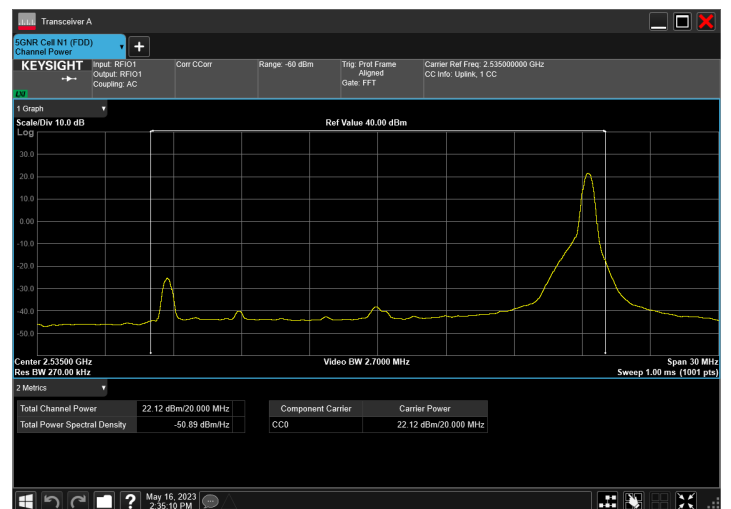 Transceiver A
5GNR Cell N1 (FDD)
Channel Power
KEYSIGHT
LXI
Input: RFIO1
Output: RFIO1
Coupling: AC
Corr CCorr
Range: -60 dBm
Trig: Prot Frame
Aligned
Gate: FFT
Carrier Ref Freq: 2.535000000 GHz
CC Info: Uplink, 1 CC
1 Graph
Scale/Div 10.0 dB
Ref Value 40.00 dBm
Log
30.0
20.0
10.0
0.00
-10.0
-20.0
-30.0
-40.0
-50.0
Center 2.53500 GHz
Video BW 2.7000 MHz
Span 30 MHz
Res BW 270.00 kHz
Sweep 1.00 ms (1001 pts)
2 Metrics
Total Channel Power 22.12 dBm/20.000 MHz
Total Power Spectral Density -50.89 dBm/Hz
Component Carrier Carrier Power
CC0 22.12 dBm/20.000 MHz
May 16, 2023
2:35:10 PM